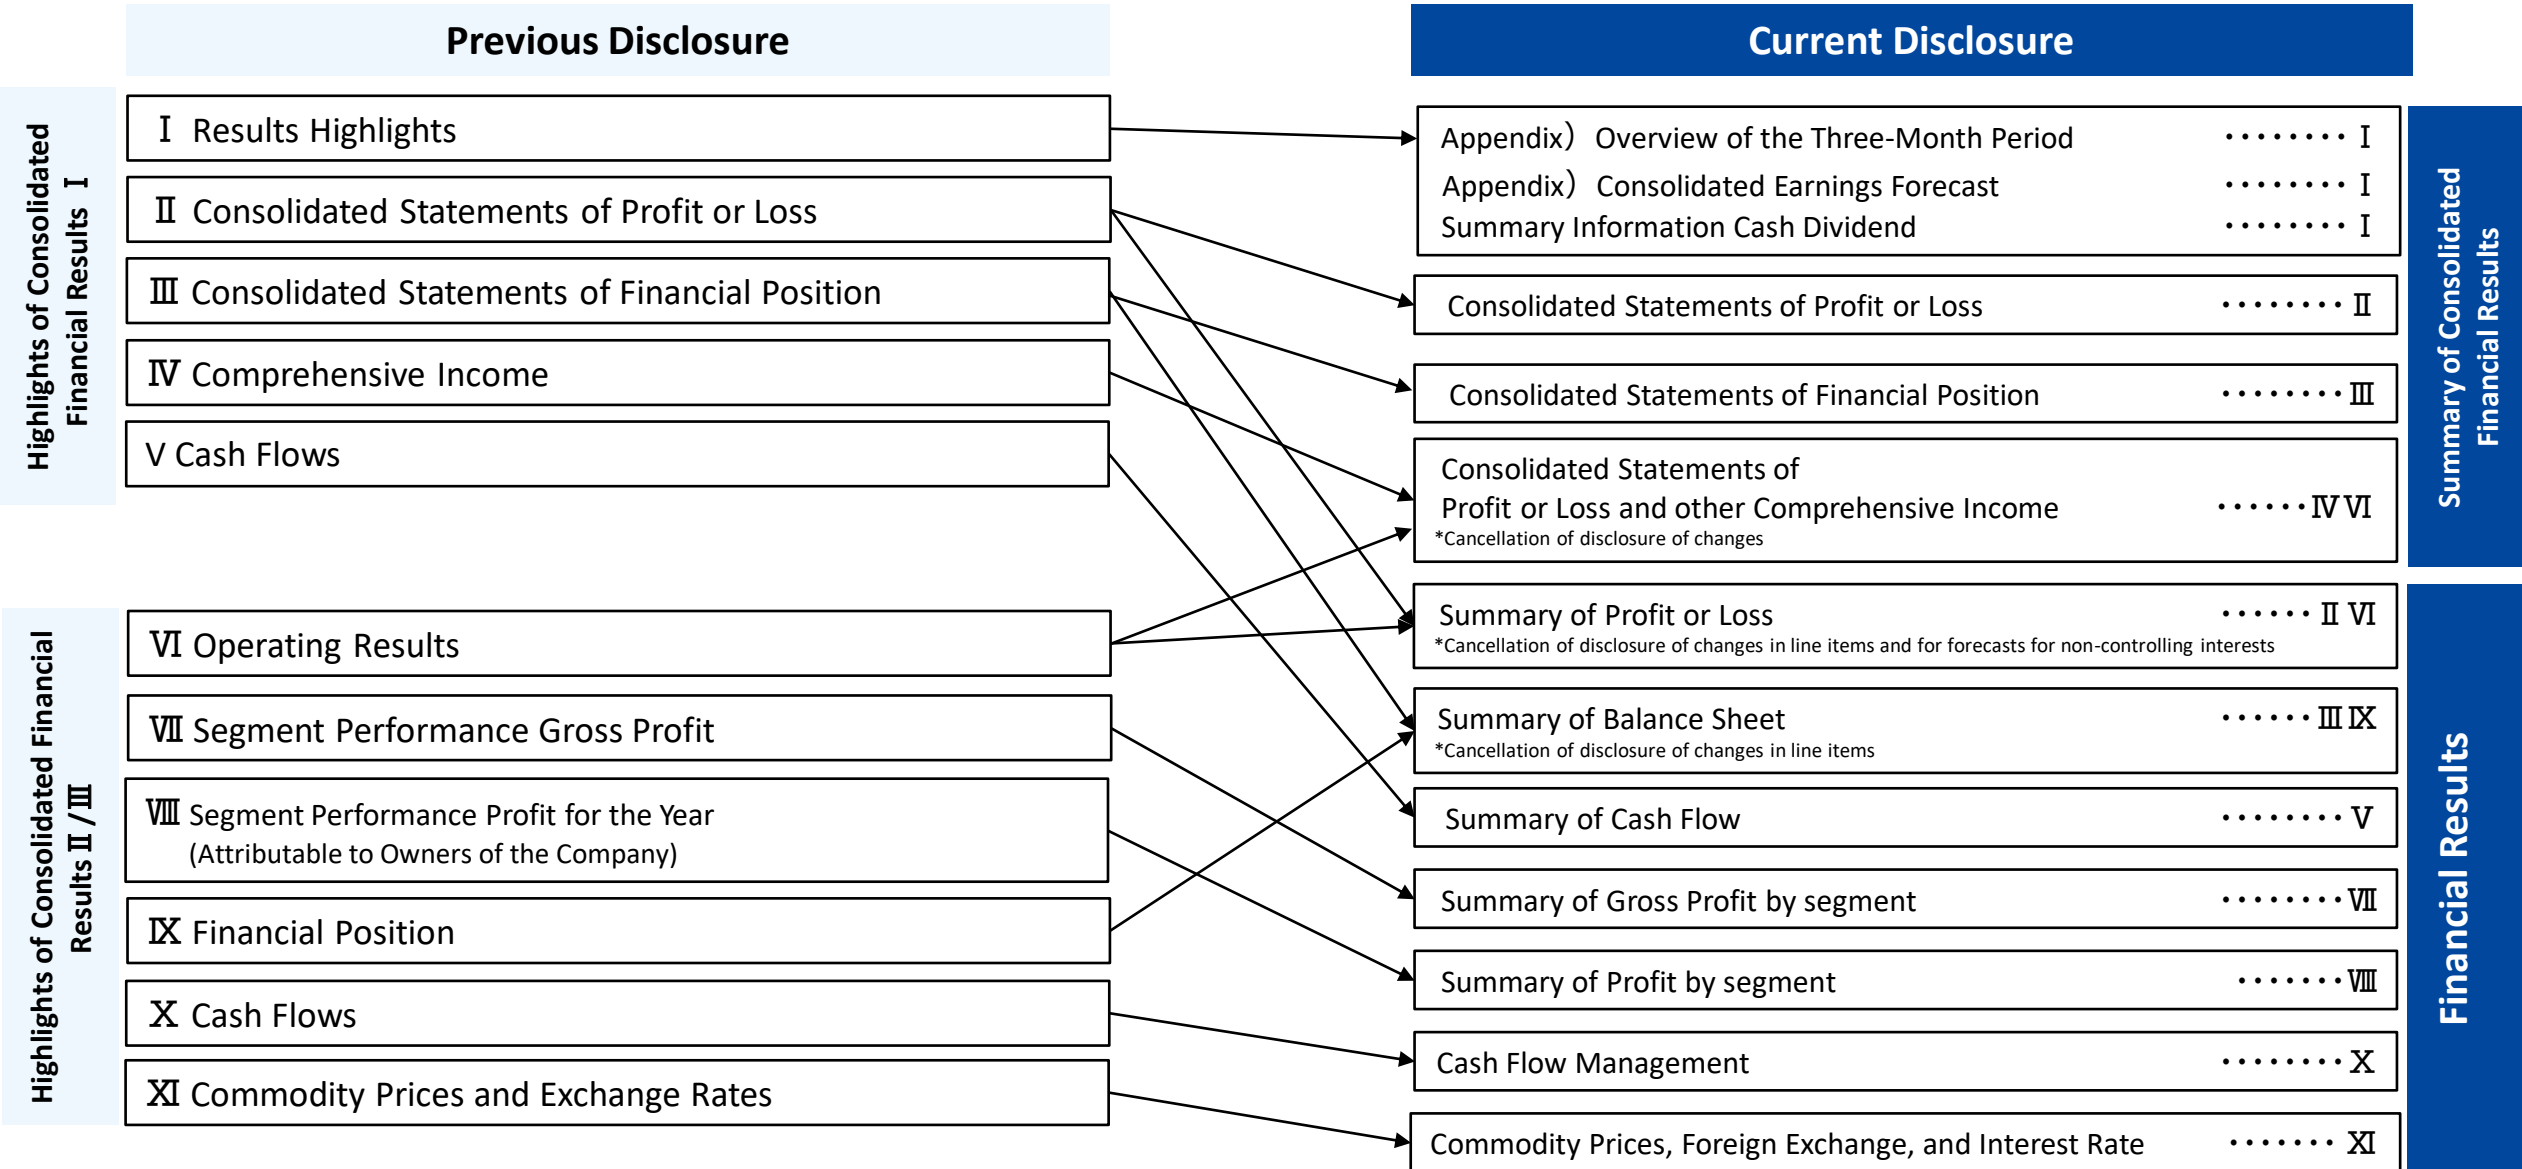 Previous Disclosure
Highlights of Consolidated
Financial Results Ⅰ
Ⅰ Results Highlights
Ⅱ Consolidated Statements of Profit or Loss
Ⅲ Consolidated Statements of Financial Position
Ⅳ Comprehensive Income
Ⅴ Cash Flows
Highlights of Consolidated Financial
Results Ⅱ/Ⅲ
Ⅵ Operating Results
Ⅶ Segment Performance Gross Profit
Ⅷ Segment Performance Profit for the Year
(Attributable to Owners of the Company)
Ⅸ Financial Position
Ⅹ Cash Flows
Ⅺ Commodity Prices and Exchange Rates
Current Disclosure
Summary of Consolidated
Financial Results
Appendix）Overview of the Three-Month Period ・・・・・・・・Ⅰ
Appendix）Consolidated Earnings Forecast ・・・・・・・・Ⅰ
Summary Information Cash Dividend ・・・・・・・・Ⅰ
Consolidated Statements of Profit or Loss ・・・・・・・・Ⅱ
Consolidated Statements of Financial Position ・・・・・・・・Ⅲ
Consolidated Statements of
Profit or Loss and other Comprehensive Income ・・・・・・Ⅳ Ⅵ
*Cancellation of disclosure of changes
Financial Results
Summary of Profit or Loss ・・・・・・Ⅱ Ⅵ
*Cancellation of disclosure of changes in line items and for forecasts for non-controlling interests
Summary of Balance Sheet ・・・・・・Ⅲ Ⅸ
*Cancellation of disclosure of changes in line items
Summary of Cash Flow ・・・・・・・・Ⅴ
Summary of Gross Profit by segment ・・・・・・・・Ⅶ
Summary of Profit by segment ・・・・・・・Ⅷ
Cash Flow Management ・・・・・・・・Ⅹ
Commodity Prices, Foreign Exchange, and Interest Rate ・・・・・・・Ⅺ